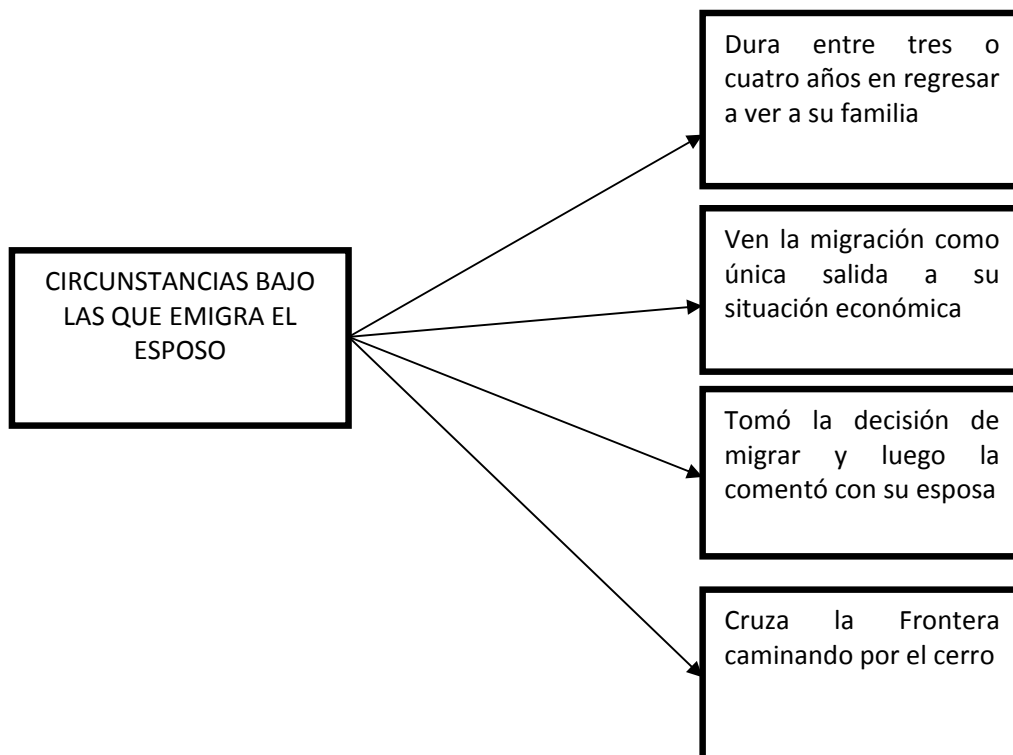 CIRCUNSTANCIAS BAJO
LAS QUE EMIGRA EL
ESPOSO
Dura entre tres o
cuatro años en regresar
a ver a su familia
Ven la migración como
única salida a su
situación económica
Tomó la decisión de
migrar y luego la
comentó con su esposa
Cruza la Frontera
caminando por el cerro